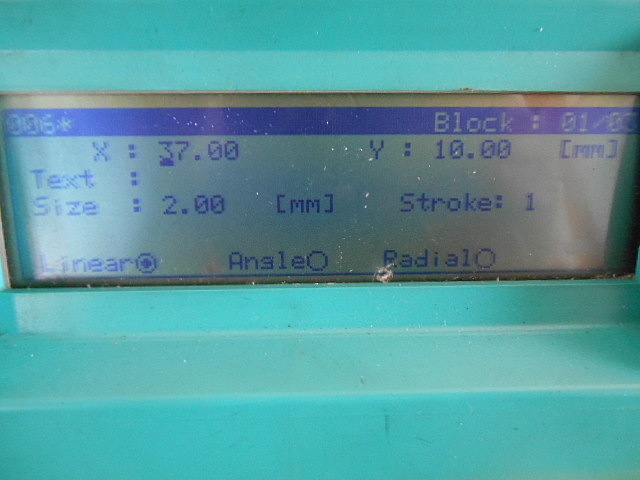 006* Block : 01/0
X : 37.00 Y : 10.00 [mm]
Text :
Size : 2.00 [mm] Stroke: 1
Linear Angle Radial